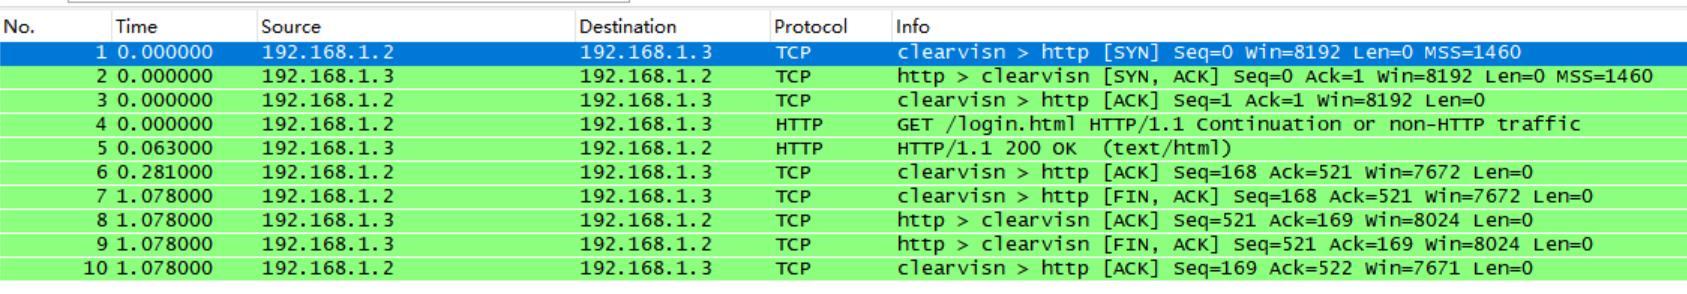 No. Time Source Destination Protocol Info
1 0.000000 192.168.1.2 192.168.1.3 TCP clearvisn > http [SYN] Seq=0 Win=8192 Len=0 MSS=1460
2 0.000000 192.168.1.3 192.168.1.2 TCP http > clearvisn [SYN, ACK] Seq=0 Ack=1 Win=8192 Len=0 MSS=1460
3 0.000000 192.168.1.2 192.168.1.3 TCP clearvisn > http [ACK] Seq=1 Ack=1 Win=8192 Len=0
4 0.000000 192.168.1.2 192.168.1.3 HTTP GET /login.html HTTP/1.1 Continuation or non-HTTP traffic
5 0.063000 192.168.1.3 192.168.1.2 HTTP HTTP/1.1 200 OK (text/html)
6 0.281000 192.168.1.2 192.168.1.3 TCP clearvisn > http [ACK] Seq=168 Ack=521 Win=7672 Len=0
7 1.078000 192.168.1.2 192.168.1.3 TCP clearvisn > http [FIN, ACK] Seq=168 Ack=521 Win=7672 Len=0
8 1.078000 192.168.1.3 192.168.1.2 TCP http > clearvisn [ACK] Seq=521 Ack=169 Win=8024 Len=0
9 1.078000 192.168.1.3 192.168.1.2 TCP http > clearvisn [FIN, ACK] Seq=521 Ack=169 Win=8024 Len=0
10 1.078000 192.168.1.2 192.168.1.3 TCP clearvisn > http [ACK] Seq=169 Ack=522 Win=7671 Len=0